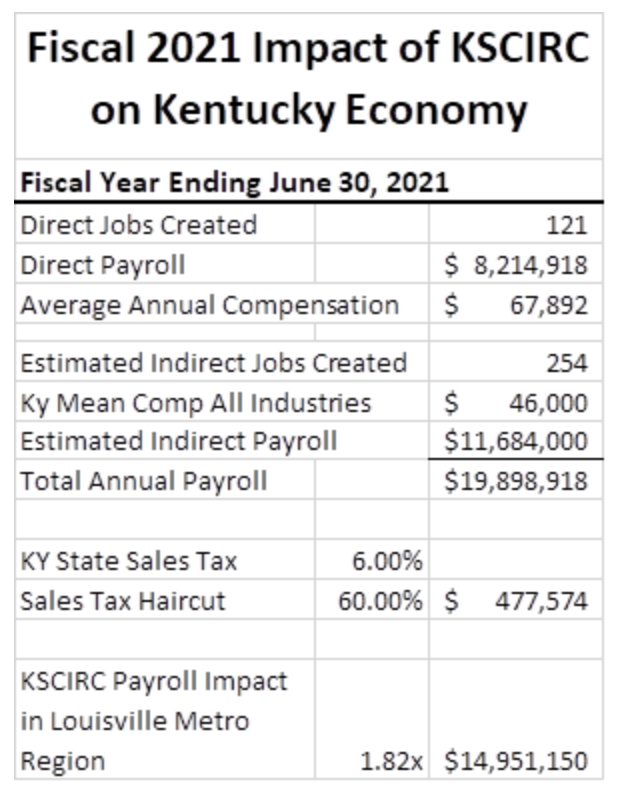 Fiscal 2021 Impact of KSCIRC
on Kentucky Economy
Fiscal Year Ending June 30, 2021
Direct Jobs Created 121
Direct Payroll $ 8,214,918
Average Annual Compensation $ 67,892
Estimated Indirect Jobs Created 254
Ky Mean Comp All Industries $ 46,000
Estimated Indirect Payroll $11,684,000
Total Annual Payroll $19,898,918
KY State Sales Tax 6.00%
Sales Tax Haircut 60.00% $ 477,574
KSCIRC Payroll Impact
in Louisville Metro
Region 1.82x $14,951,150